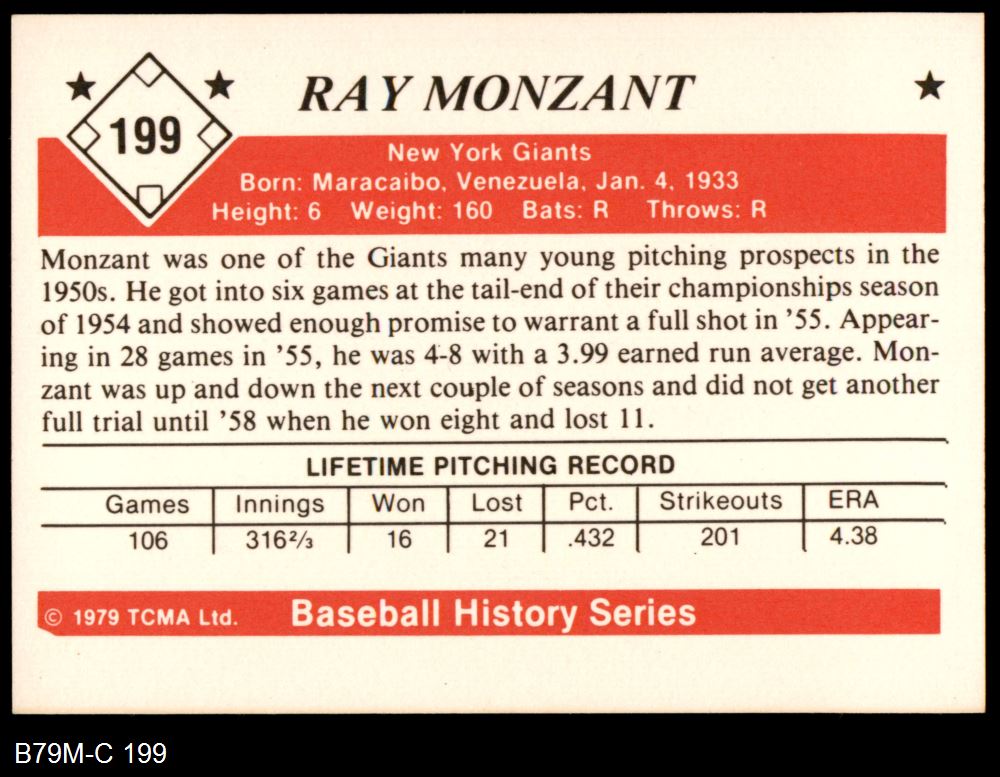 199
RAY MONZANT
New York Giants
Born: Maracaibo, Venezuela, Jan. 4, 1933
Height: 6 Weight: 160 Bats: R Throws: R
Monzant was one of the Giants many young pitching prospects in the
1950s. He got into six games at the tail-end of their championships season
of 1954 and showed enough promise to warrant a full shot in ’55. Appear-
ing in 28 games in ’55, he was 4-8 with a 3.99 earned run average. Mon-
zant was up and down the next couple of seasons and did not get another
full trial until ’58 when he won eight and lost 11.
LIFETIME PITCHING RECORD
Games Innings Won Lost Pct. Strikeouts ERA
106 316⅔ 16 21 .432 201 4.38
© 1979 TCMA Ltd. Baseball History Series
B79M-C 199